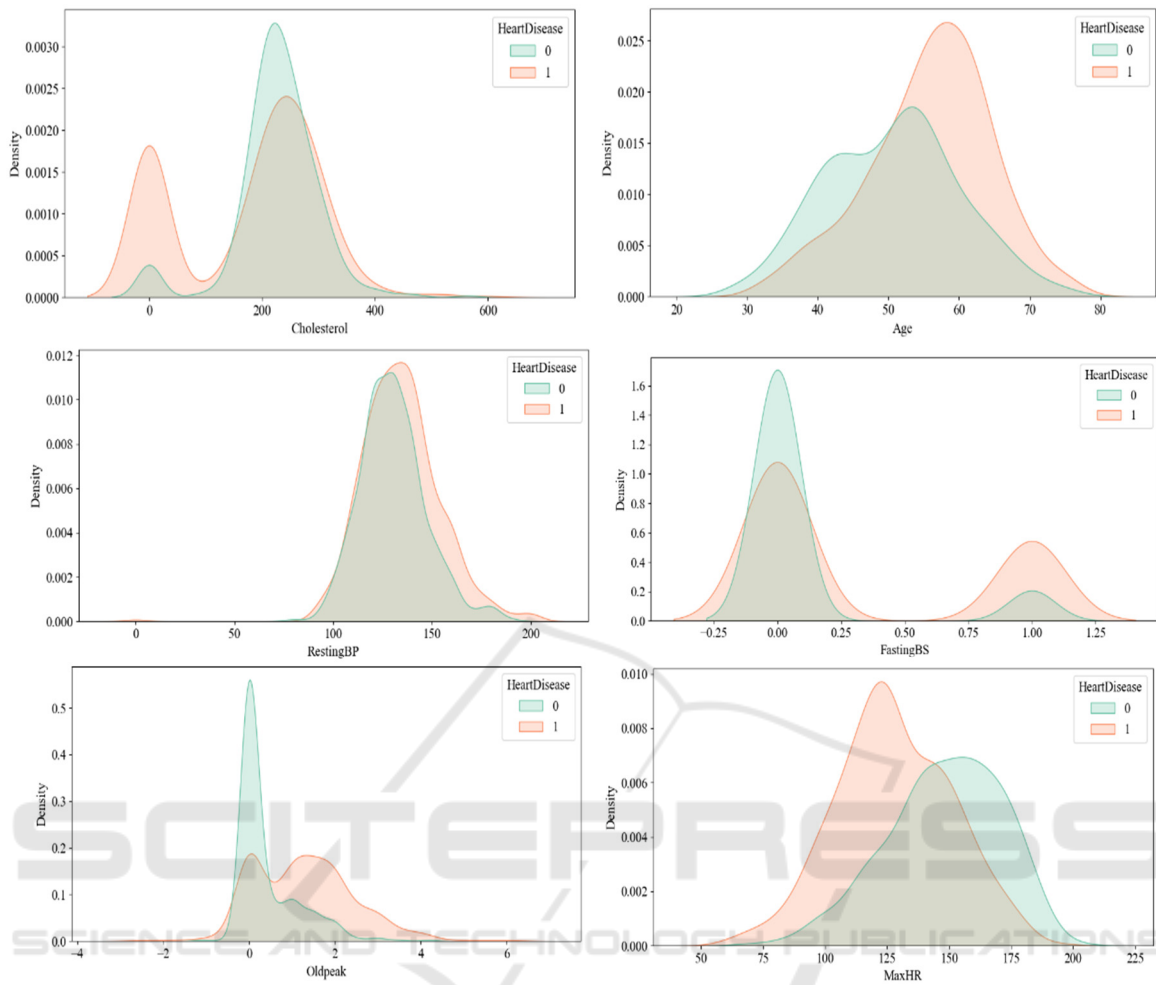 HeartDisease
0
1
0.0030
0.0025
0.0020
0.0015
0.0010
0.0005
0.0000
Density
0 200 400 600
Cholesterol
HeartDisease
0
1
0.025
0.020
0.015
0.010
0.005
0.000
Density
20 30 40 50 60 70 80
Age
HeartDisease
0
1
0.012
0.010
0.008
0.006
0.004
0.002
0.000
Density
0 50 100 150 200
RestingBP
HeartDisease
0
1
1.6
1.4
1.2
1.0
0.8
0.6
0.4
0.2
0.0
Density
−0.25 0.00 0.25 0.50 0.75 1.00 1.25
FastingBS
HeartDisease
0
1
0.5
0.4
0.3
0.2
0.1
0.0
Density
−4 −2 0 2 4 6
Oldpeak
HeartDisease
0
1
0.010
0.008
0.006
0.004
0.002
0.000
Density
50 75 100 125 150 175 200 225
MaxHR
SCITEPRESS
SCIENCE AND TECHNOLOGY PUBLICATIONS